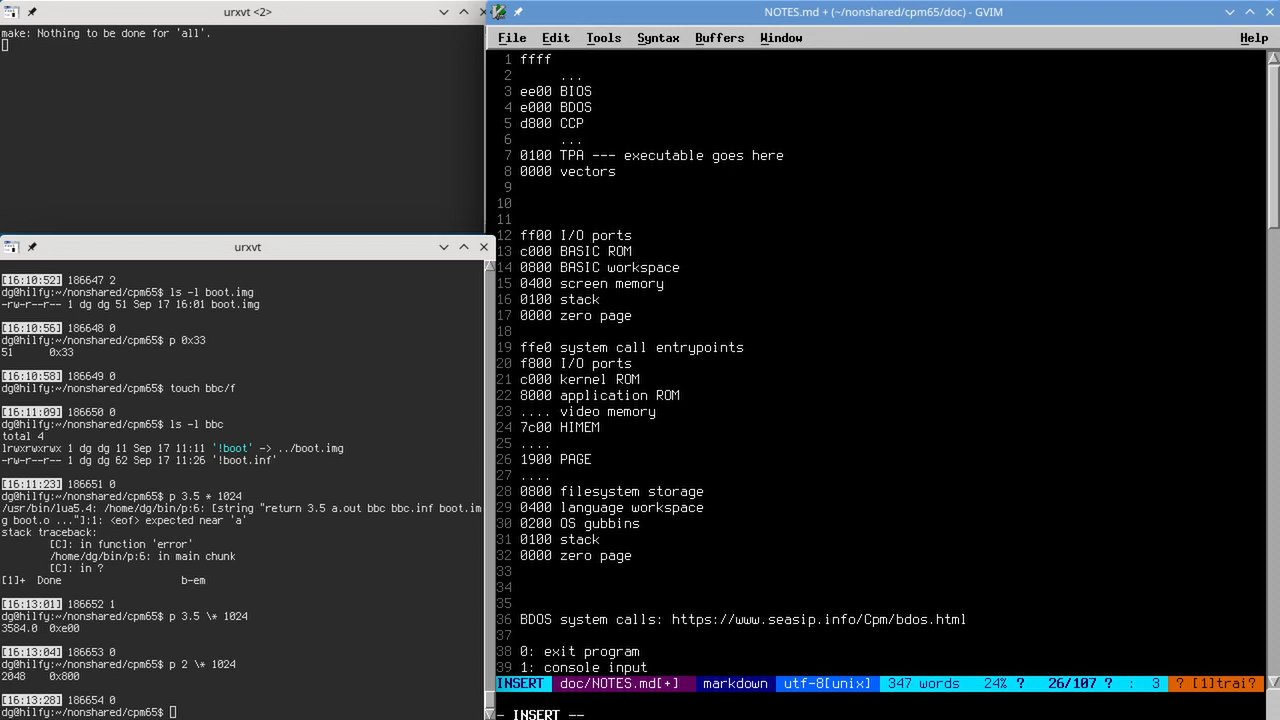 urxvt <2>
make: Nothing to be done for 'all'.
urxvt
[16:10:52] 186647 2
dg@hilfy:~/nonshared/cpm65$ ls -l boot.img
-rw-r--r-- 1 dg dg 51 Sep 17 16:01 boot.img
[16:10:56] 186648 0
dg@hilfy:~/nonshared/cpm65$ p 0x33
51 0x33
[16:10:58] 186649 0
dg@hilfy:~/nonshared/cpm65$ touch bbc/f
[16:11:09] 186650 0
dg@hilfy:~/nonshared/cpm65$ ls -l bbc
total 4
lrwxrwxrwx 1 dg dg 11 Sep 17 11:11 '!boot' -> ../boot.img
-rw-r--r-- 1 dg dg 62 Sep 17 11:26 '!boot.inf'
[16:11:23] 186651 0
dg@hilfy:~/nonshared/cpm65$ p 3.5 * 1024
/usr/bin/lua5.4: /home/dg/bin/p:6: [string "return 3.5 a.out bbc bbc.inf boot.im
g boot.o ..."]:1: <eof> expected near 'a'
stack traceback:
[C]: in function 'error'
/home/dg/bin/p:6: in main chunk
[C]: in ?
[1]+ Done b-em
[16:13:01] 186652 1
dg@hilfy:~/nonshared/cpm65$ p 3.5 \* 1024
3584.0 0xe00
[16:13:04] 186653 0
dg@hilfy:~/nonshared/cpm65$ p 2 \* 1024
2048 0x800
[16:13:28] 186654 0
dg@hilfy:~/nonshared/cpm65$
NOTES.md + (~/nonshared/cpm65/doc) - GVIM
File Edit Tools Syntax Buffers Window Help
1 ffff
2 ...
3 ee00 BIOS
4 e000 BDOS
5 d800 CCP
6 ...
7 0100 TPA --- executable goes here
8 0000 vectors
9
10
11
12 ff00 I/O ports
13 c000 BASIC ROM
14 0800 BASIC workspace
15 0400 screen memory
16 0100 stack
17 0000 zero page
18
19 ffe0 system call entrypoints
20 f800 I/O ports
21 c000 kernel ROM
22 8000 application ROM
23 .... video memory
24 7c00 HIMEM
25 ....
26 1900 PAGE
27 ....
28 0800 filesystem storage
29 0400 language workspace
30 0200 OS gubbins
31 0100 stack
32 0000 zero page
33
34
35
36 BDOS system calls: https://www.seasip.info/Cpm/bdos.html
37
38 0: exit program
39 1: console input
INSERT doc/NOTES.md[+] markdown utf-8[unix] 347 words 24% ? 26/107 ? : 3 ? [1]trai?
- INSERT --